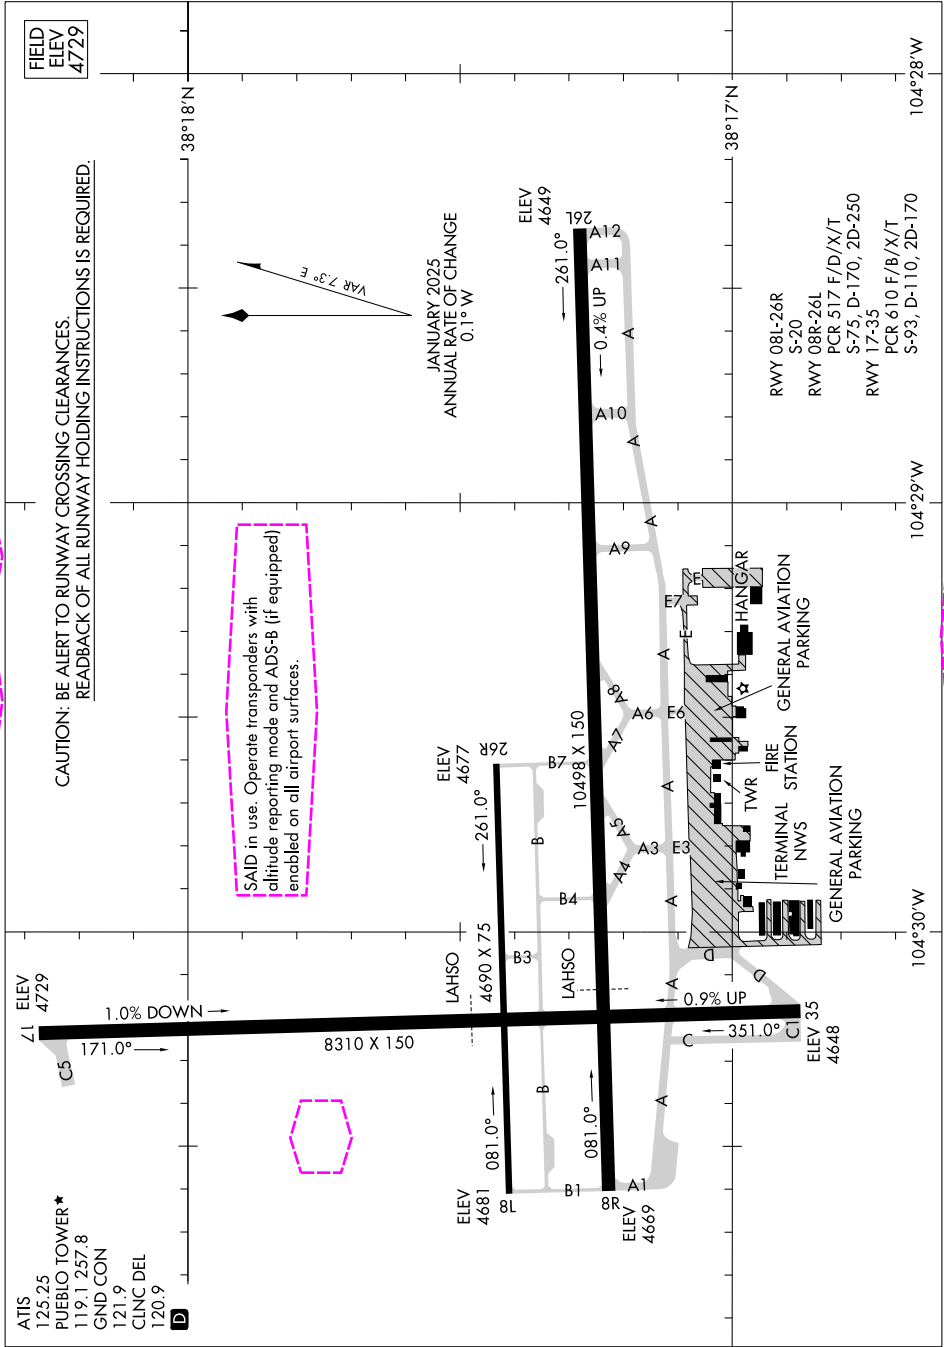 ATIS
125.25
PUEBLO TOWER★
119.1 257.8
GND CON
121.9
CLNC DEL
120.9
D
CAUTION: BE ALERT TO RUNWAY CROSSING CLEARANCES.
READBACK OF ALL RUNWAY HOLDING INSTRUCTIONS IS REQUIRED.
FIELD
ELEV
4729
SAID in use. Operate transponders with
altitude reporting mode and ADS-B (if equipped)
enabled on all airport surfaces.
38°18'N
VAR 7.3° E
JANUARY 2025
ANNUAL RATE OF CHANGE
0.1° W
ELEV
4729
17
171.0°
1.0% DOWN
C5
8310 X 150
LAHSO
ELEV
4677
26R
261.0°
4690 X 75
081.0°
8L
ELEV
4681
B
B
B1
B3
B4
B7
LAHSO
ELEV
4649
26L
261.0°
0.4% UP
10498 X 150
081.0°
8R
ELEV
4669
A1
A4
A5
A3
A7
A8
A6
A9
A10
A11
A12
A
A
A
A
A
A
A
A
A
E3
E6
E7
E
E
0.9% UP
351.0°
C
C1
35
ELEV
4648
D
D
38°17'N
HANGAR
GENERAL AVIATION
PARKING
FIRE
STATION
TWR
TERMINAL
NWS
GENERAL AVIATION
PARKING
RWY 08L-26R
S-20
RWY 08R-26L
PCR 517 F/D/X/T
S-75, D-170, 2D-250
RWY 17-35
PCR 610 F/B/X/T
S-93, D-110, 2D-170
104°30'W
104°29'W
104°28'W